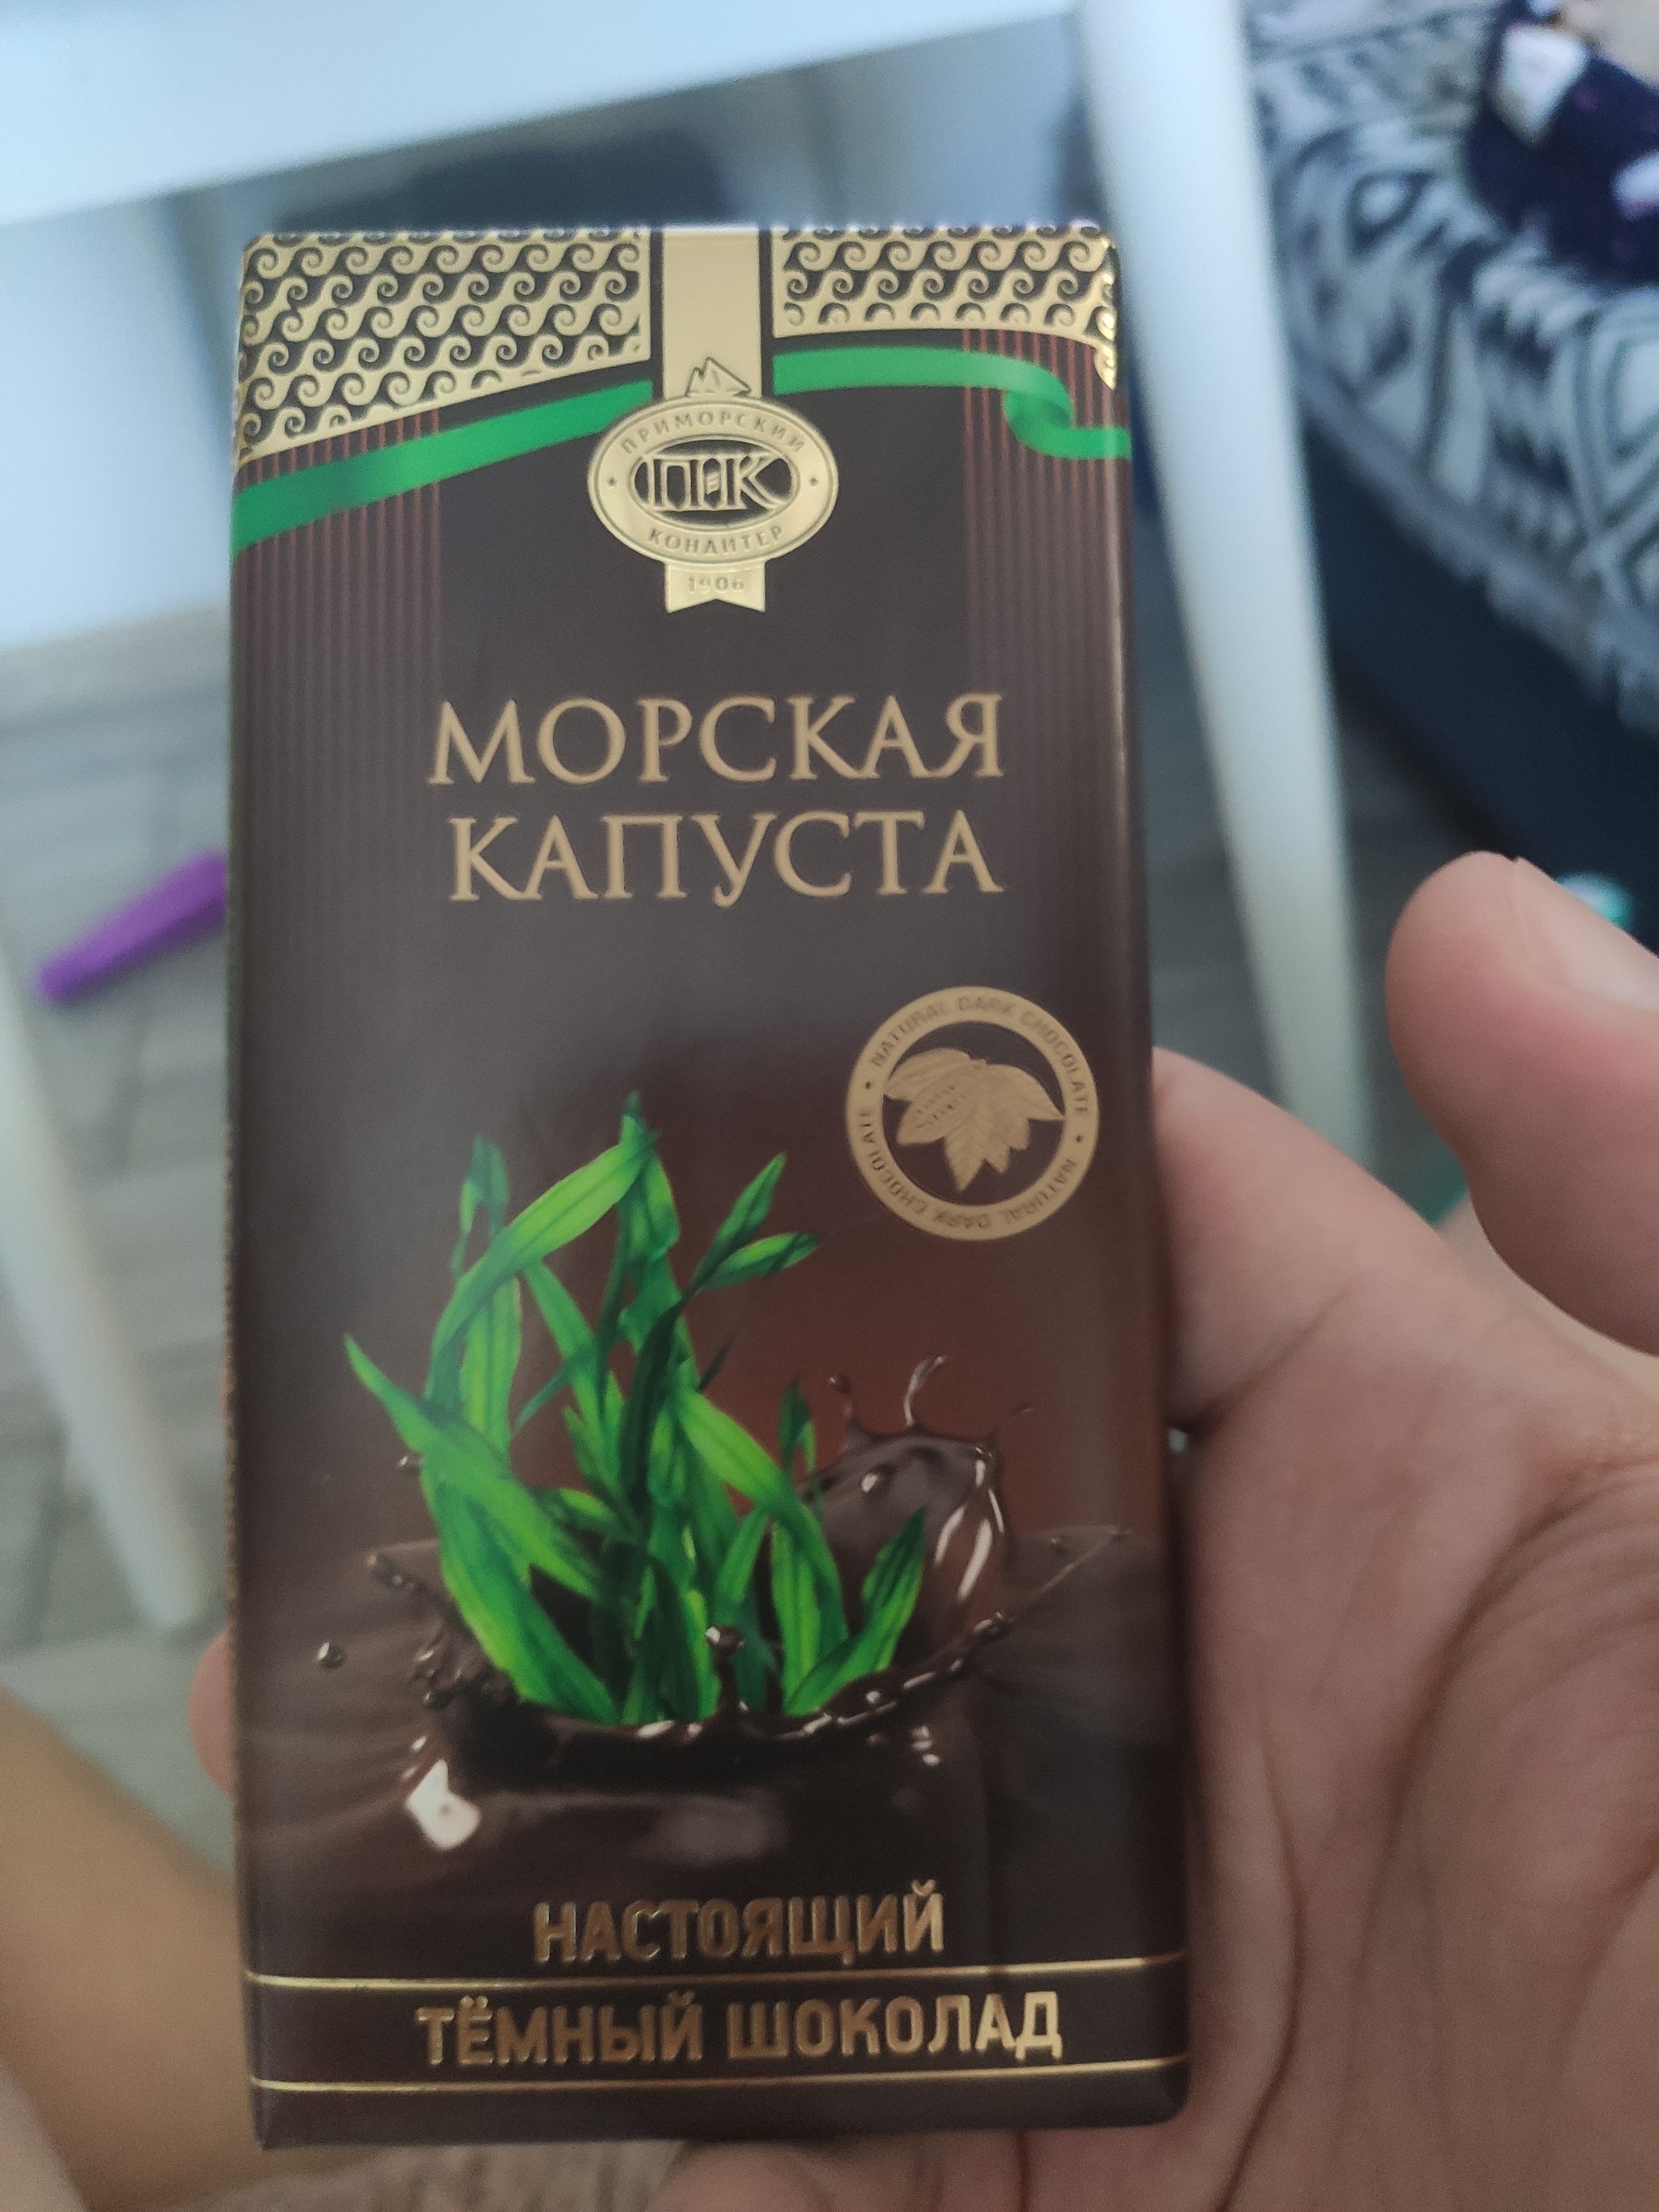 ПРИМОРСКИЙ
ПК
КОНДИТЕР
1906
МОРСКАЯ
КАПУСТА
NATURAL DARK CHOCOLATE • NATURAL DARK CHOCOLATE •
НАСТОЯЩИЙ
ТЁМНЫЙ ШОКОЛАД